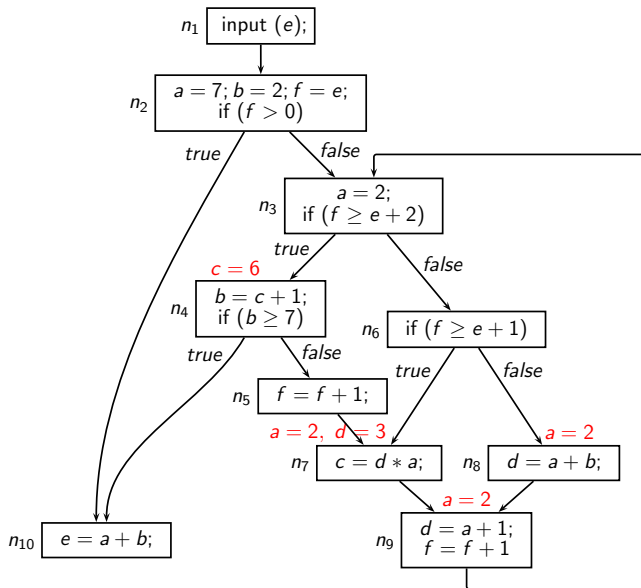 n1 input (e);
n2 a = 7; b = 2; f = e;
if (f > 0)
true false
n3 a = 2;
if (f ≥ e + 2)
true false
c = 6
n4 b = c + 1;
if (b ≥ 7)
n6 if (f ≥ e + 1)
true false
true false
n5 f = f + 1;
a = 2, d = 3
a = 2
n7 c = d * a;
n8 d = a + b;
a = 2
n9 d = a + 1;
f = f + 1
n10 e = a + b;